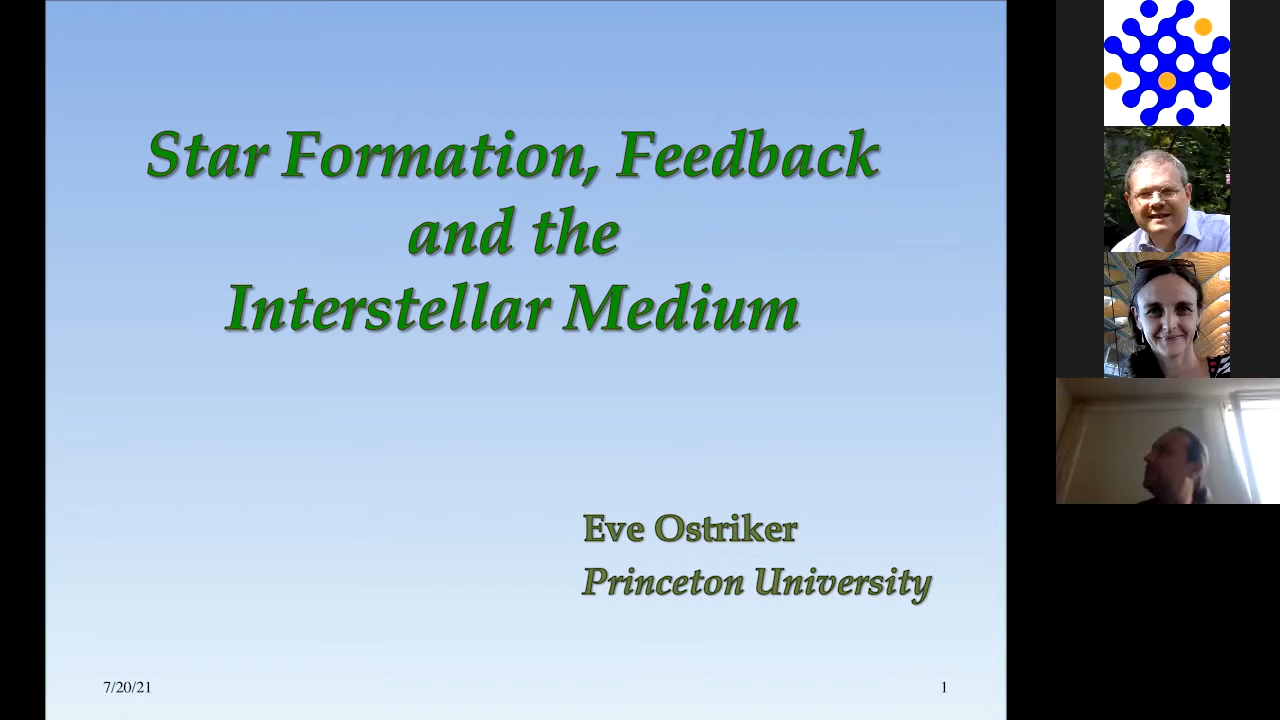 Star Formation, Feedback
and the
Interstellar Medium
Eve Ostriker
Princeton University
7/20/21
1